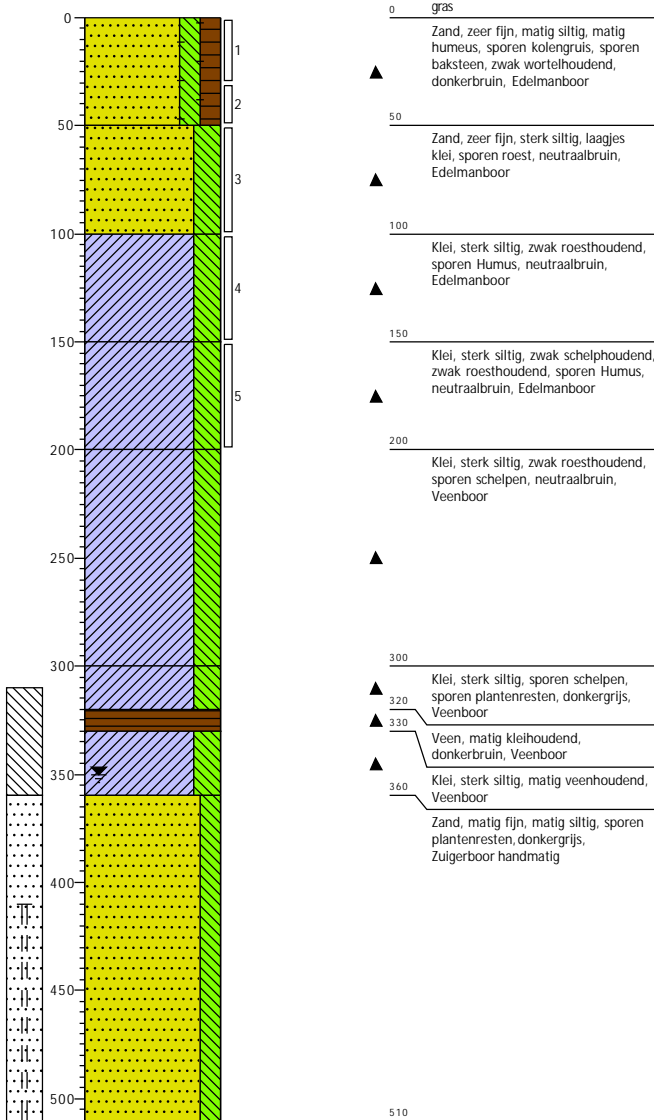 0
gras
Zand, zeer fijn, matig siltig, matig
humeus, sporen kolengruis, sporen
baksteen, zwak wortelhoudend,
donkerbruin, Edelmanboor
1
2
50
50
Zand, zeer fijn, sterk siltig, laagjes
klei, sporen roest, neutraalbruin,
Edelmanboor
3
100
100
Klei, sterk siltig, zwak roesthoudend,
sporen Humus, neutraalbruin,
Edelmanboor
4
150
150
Klei, sterk siltig, zwak schelphoudend,
zwak roesthoudend, sporen Humus,
neutraalbruin, Edelmanboor
5
200
200
Klei, sterk siltig, zwak roesthoudend,
sporen schelpen, neutraalbruin,
Veenboor
250
300
300
Klei, sterk siltig, sporen schelpen,
sporen plantenresten, donkergrijs,
Veenboor
320
330
Veen, matig kleihoudend,
donkerbruin, Veenboor
350
360
Klei, sterk siltig, matig veenhoudend,
Veenboor
Zand, matig fijn, matig siltig, sporen
plantenresten, donkergrijs,
Zuigerboor handmatig
400
450
500
510
0